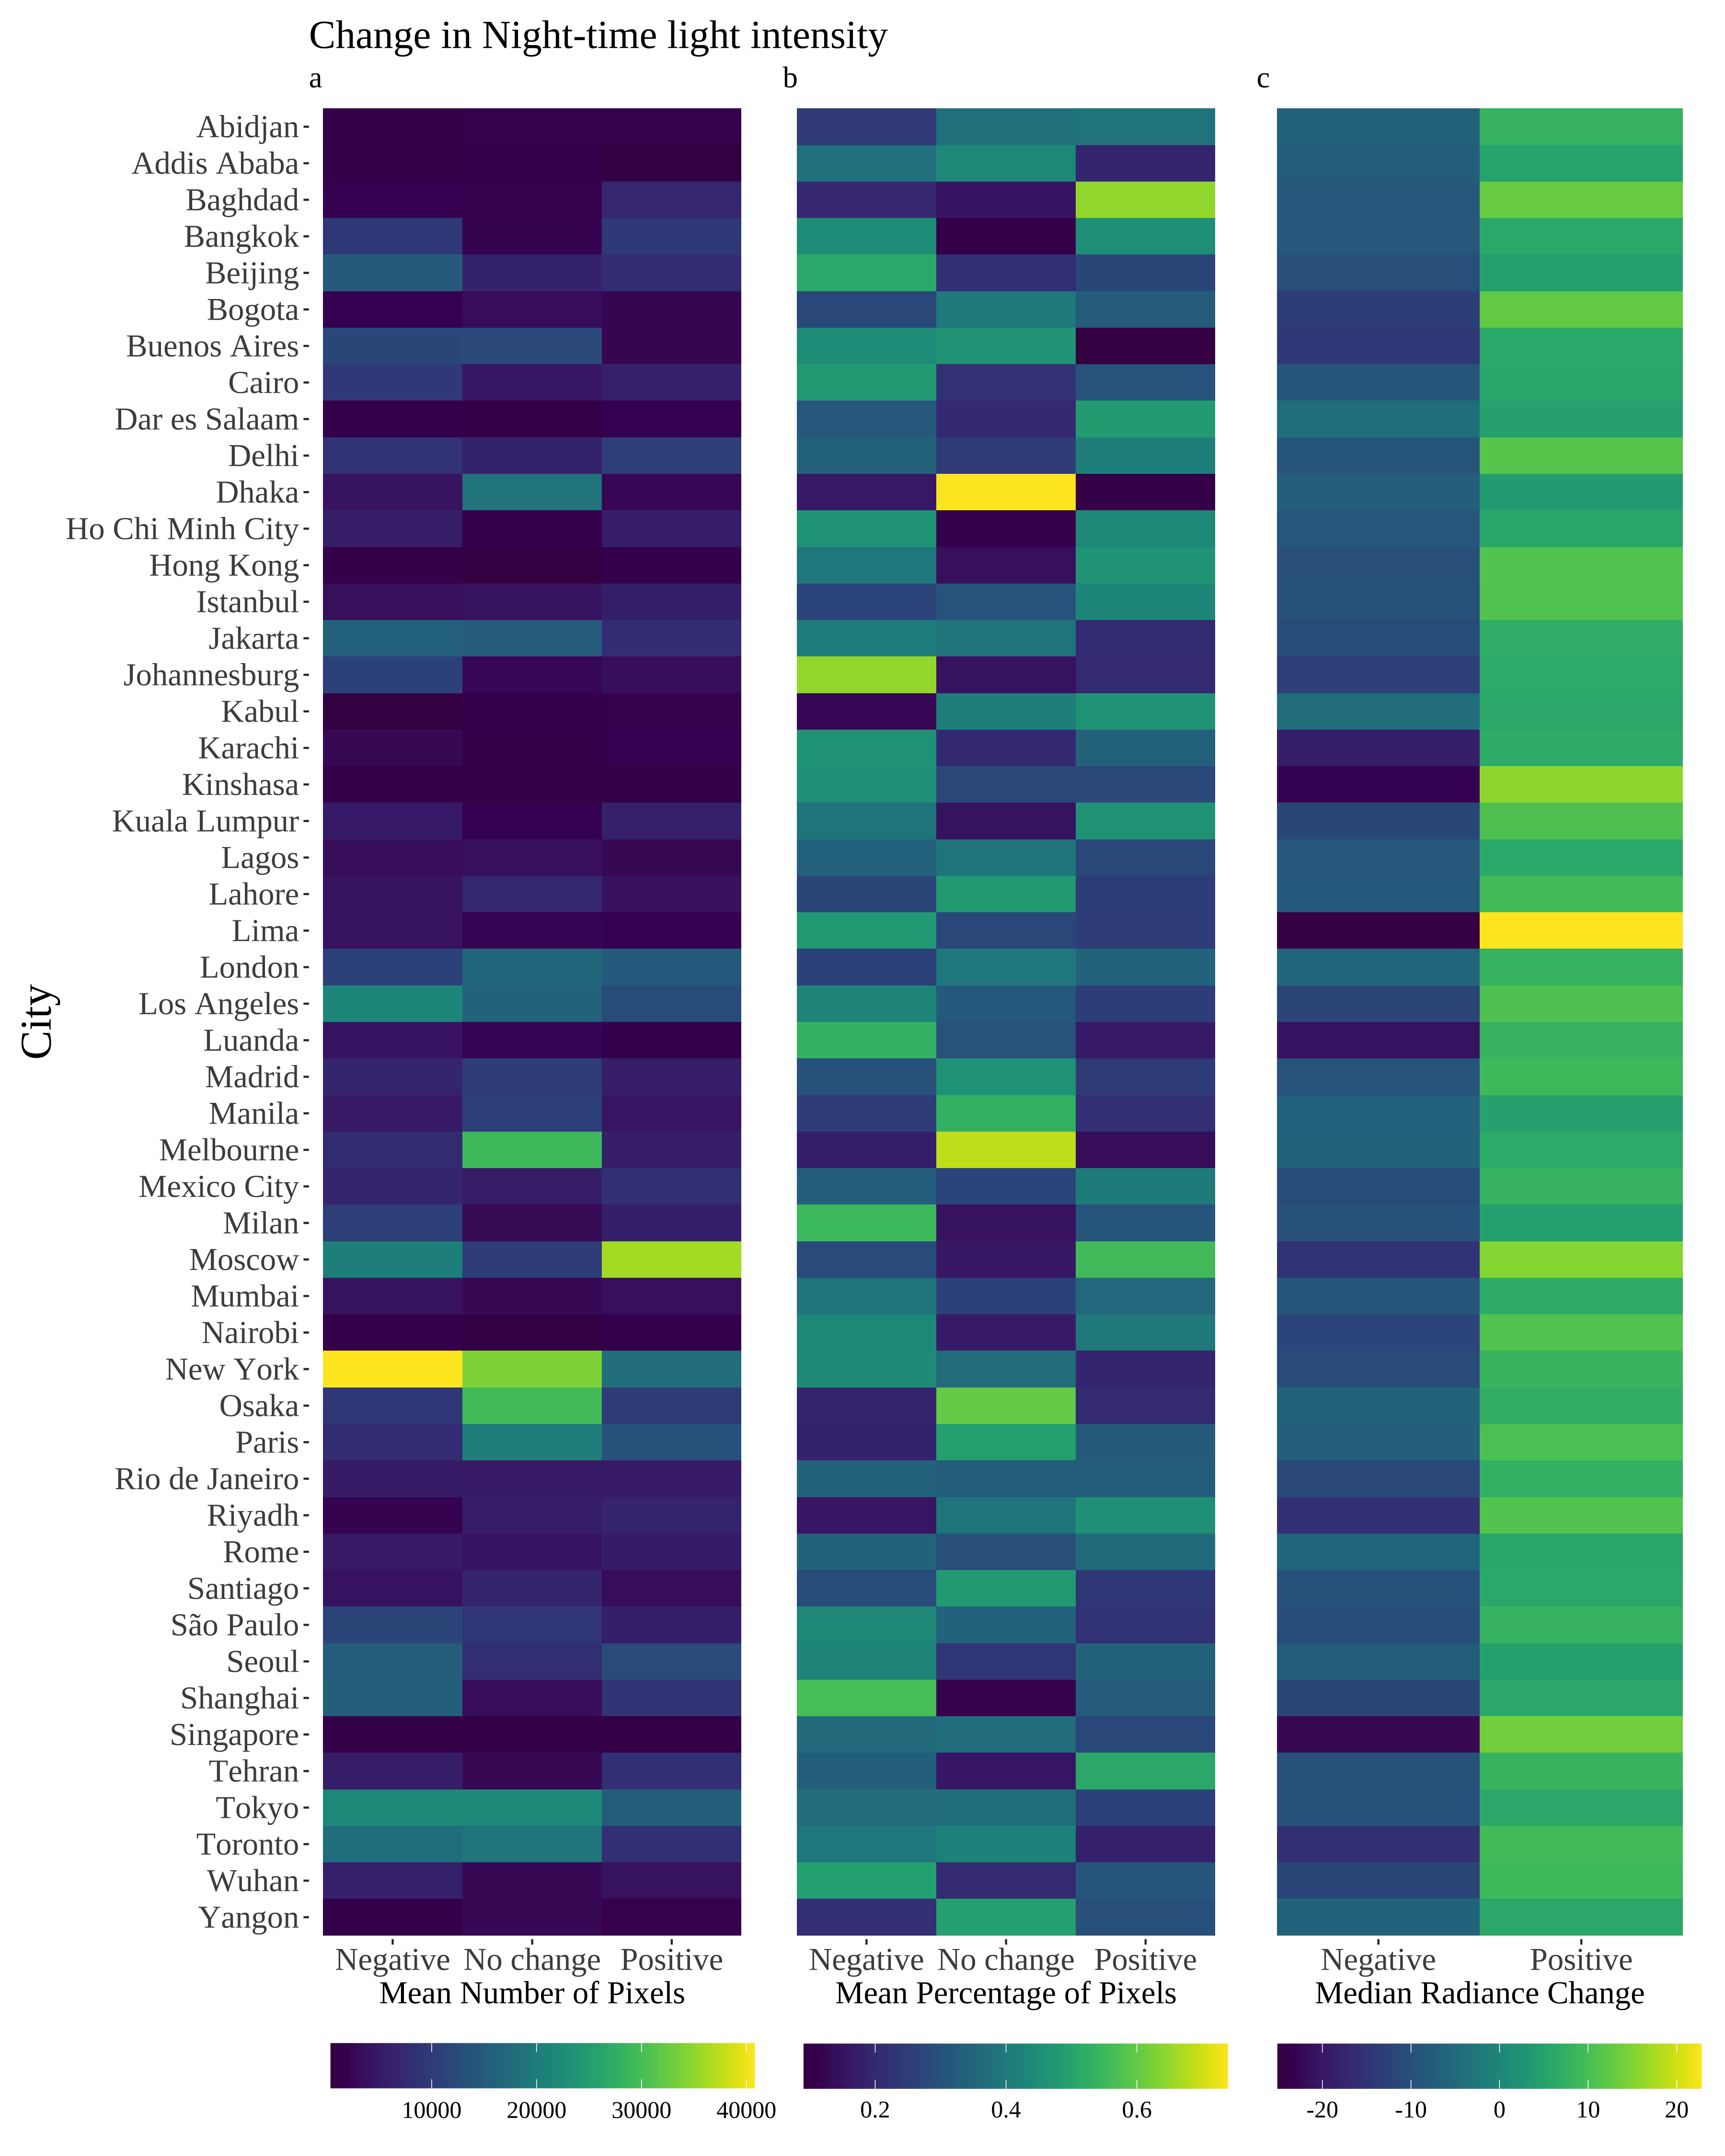 Change in Night-time light intensity
a b c
City
Abidjan
Addis Ababa
Baghdad
Bangkok
Beijing
Bogota
Buenos Aires
Cairo
Dar es Salaam
Delhi
Dhaka
Ho Chi Minh City
Hong Kong
Istanbul
Jakarta
Johannesburg
Kabul
Karachi
Kinshasa
Kuala Lumpur
Lagos
Lahore
Lima
London
Los Angeles
Luanda
Madrid
Manila
Melbourne
Mexico City
Milan
Moscow
Mumbai
Nairobi
New York
Osaka
Paris
Rio de Janeiro
Riyadh
Rome
Santiago
São Paulo
Seoul
Shanghai
Singapore
Tehran
Tokyo
Toronto
Wuhan
Yangon
Negative No change Positive Negative No change Positive Negative Positive
Mean Number of Pixels Mean Percentage of Pixels Median Radiance Change
10000 20000 30000 40000 0.2 0.4 0.6 -20 -10 0 10 20